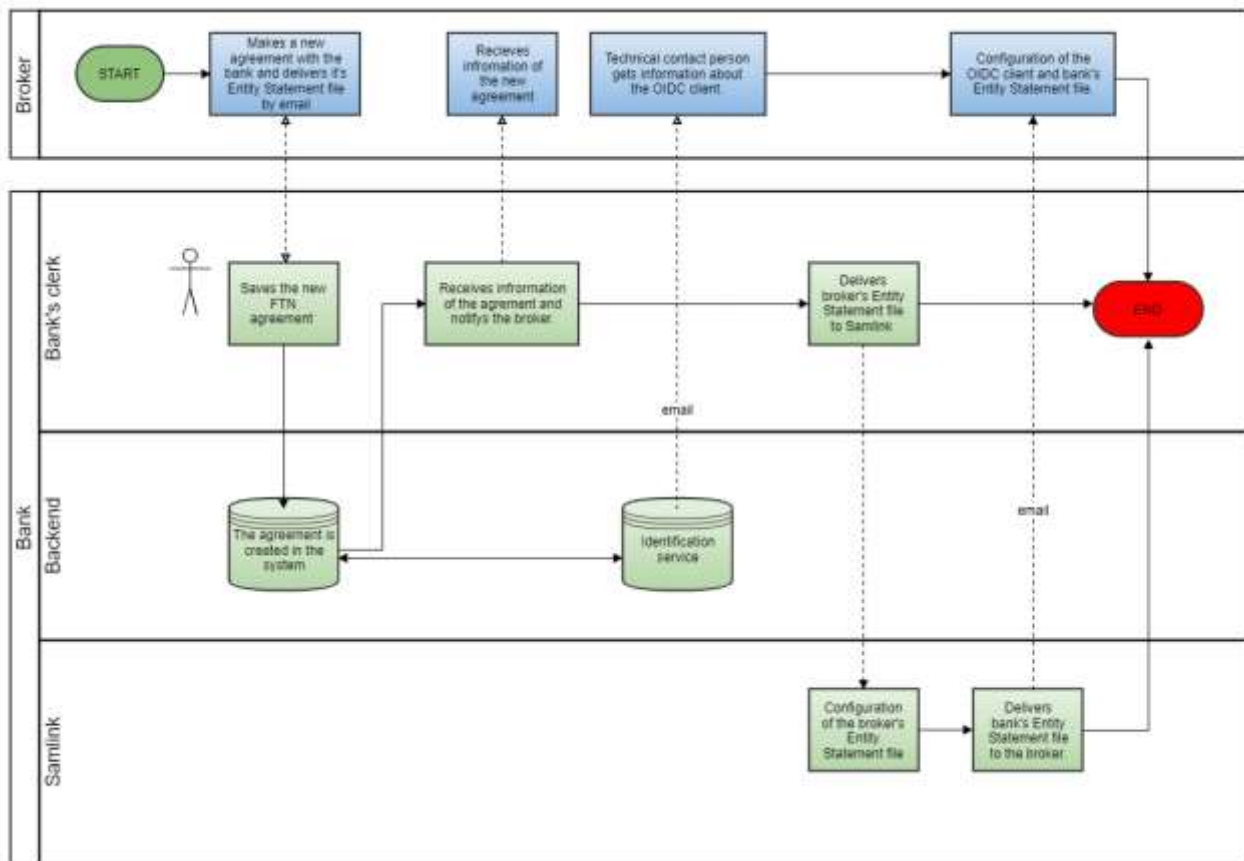 Broker
START
Makes a new
agreement with the
bank and delivers it's
Entity Statement file
by email
Recieves
infromation of
the new
agreement
Technical contact person
gets information about
the OIDC client.
Configuration of the
OIDC client and bank's
Entity Statement file.
Bank
Bank's clerk
Saves the new
FTN
agreement
Receives infrormation
of the agrement and
notifys the broker.
Delivers
broker's Entity
Statement file
to Samlink
END
email
Backend
The agreement is
created in the
system
Identification
service
email
Samlink
Configuration
of the broker's
Entity
Statement file
Delivers
bank's Entity
Statement file
to the broker.